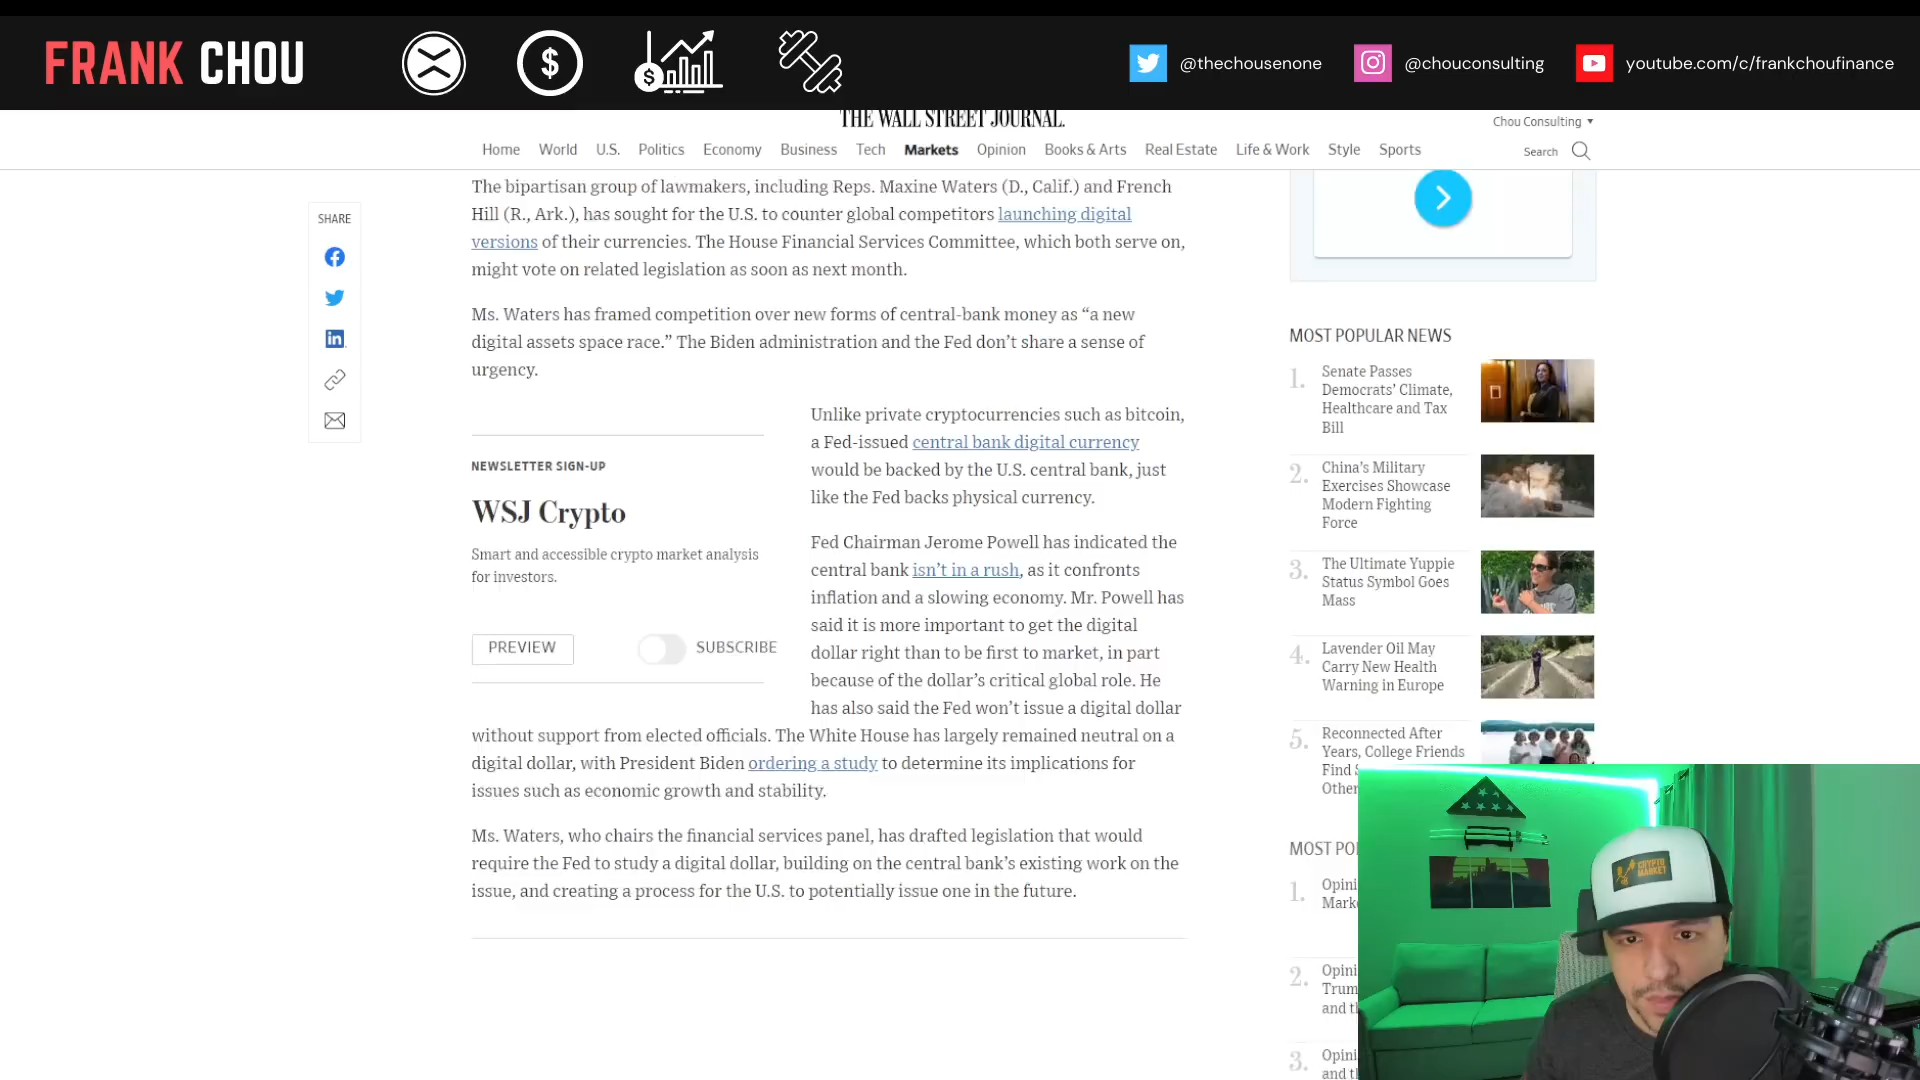 FRANK CHOU
@thechousenone
@chouconsulting
youtube.com/c/frankchoufinance
THE WALL STREET JOURNAL.
Chou Consulting
Home World U.S. Politics Economy Business Tech Markets Opinion Books & Arts Real Estate Life & Work Style Sports
Search
SHARE
The bipartisan group of lawmakers, including Reps. Maxine Waters (D., Calif.) and French
Hill (R., Ark.), has sought for the U.S. to counter global competitors launching digital
versions of their currencies. The House Financial Services Committee, which both serve on,
might vote on related legislation as soon as next month.
Ms. Waters has framed competition over new forms of central-bank money as “a new
digital assets space race.” The Biden administration and the Fed don’t share a sense of
urgency.
NEWSLETTER SIGN-UP
WSJ Crypto
Smart and accessible crypto market analysis
for investors.
PREVIEW
SUBSCRIBE
Unlike private cryptocurrencies such as bitcoin,
a Fed-issued central bank digital currency
would be backed by the U.S. central bank, just
like the Fed backs physical currency.
Fed Chairman Jerome Powell has indicated the
central bank isn’t in a rush, as it confronts
inflation and a slowing economy. Mr. Powell has
said it is more important to get the digital
dollar right than to be first to market, in part
because of the dollar’s critical global role. He
has also said the Fed won’t issue a digital dollar
without support from elected officials. The White House has largely remained neutral on a
digital dollar, with President Biden ordering a study to determine its implications for
issues such as economic growth and stability.
Ms. Waters, who chairs the financial services panel, has drafted legislation that would
require the Fed to study a digital dollar, building on the central bank’s existing work on the
issue, and creating a process for the U.S. to potentially issue one in the future.
MOST POPULAR NEWS
1. Senate Passes
Democrats’ Climate,
Healthcare and Tax
Bill
2. China’s Military
Exercises Showcase
Modern Fighting
Force
3. The Ultimate Yuppie
Status Symbol Goes
Mass
4. Lavender Oil May
Carry New Health
Warning in Europe
5. Reconnected After
Years, College Friends
Find
Other
MOST
1. Opini
Mark
2. Opini
Trum
and
3. Opini
and
CRYPTO
MARKET